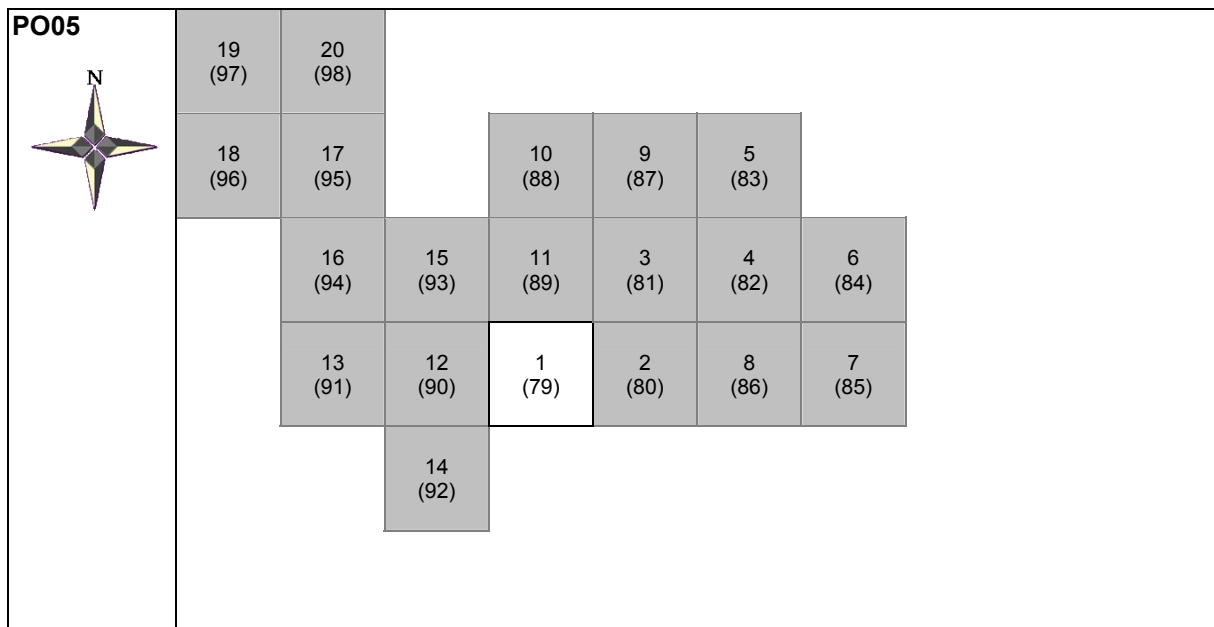 PO05
N
19 20
(97) (98)
18 17 10 9 5
(96) (95) (88) (87) (83)
16 15 11 3 4 6
(94) (93) (89) (81) (82) (84)
13 12 1 2 8 7
(91) (90) (79) (80) (86) (85)
14
(92)